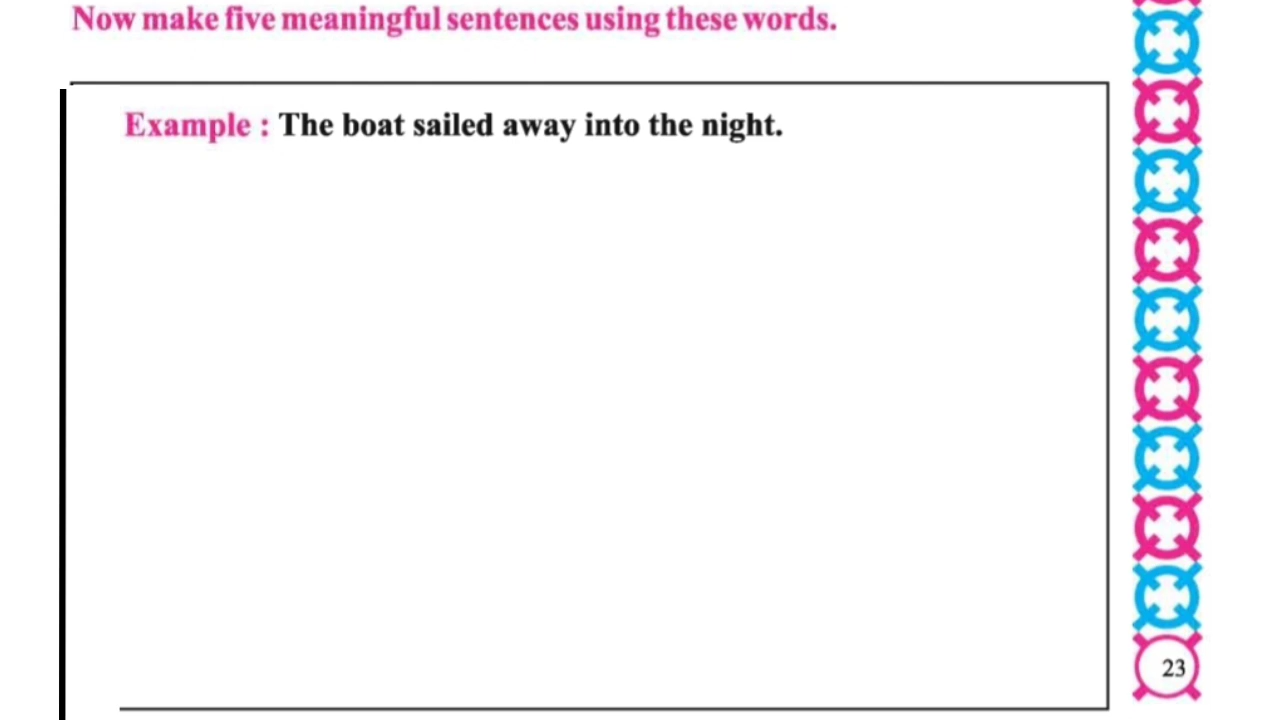 Now make five meaningful sentences using these words.
Example : The boat sailed away into the night.
23